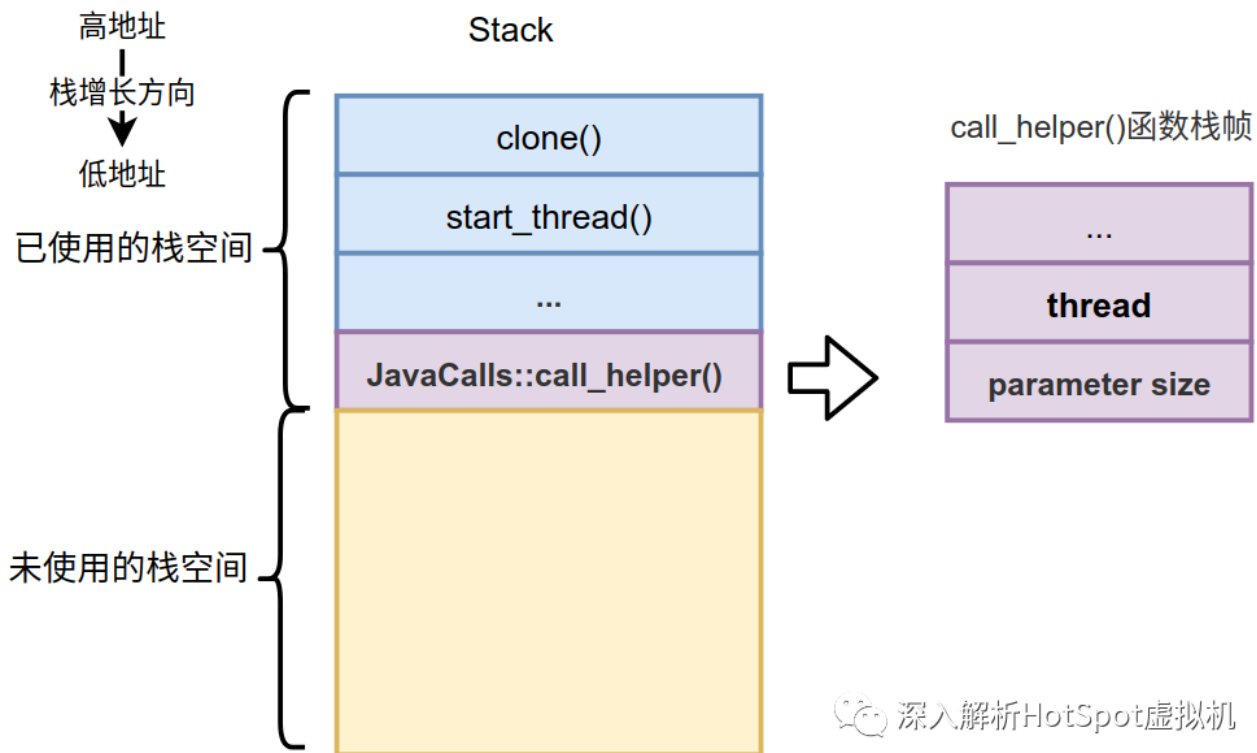 高地址
栈增长方向
低地址
Stack
已使用的栈空间
clone()
start_thread()
...
JavaCalls::call_helper()
未使用的栈空间
call_helper()函数栈帧
...
thread
parameter size
深入解析HotSpot虚拟机